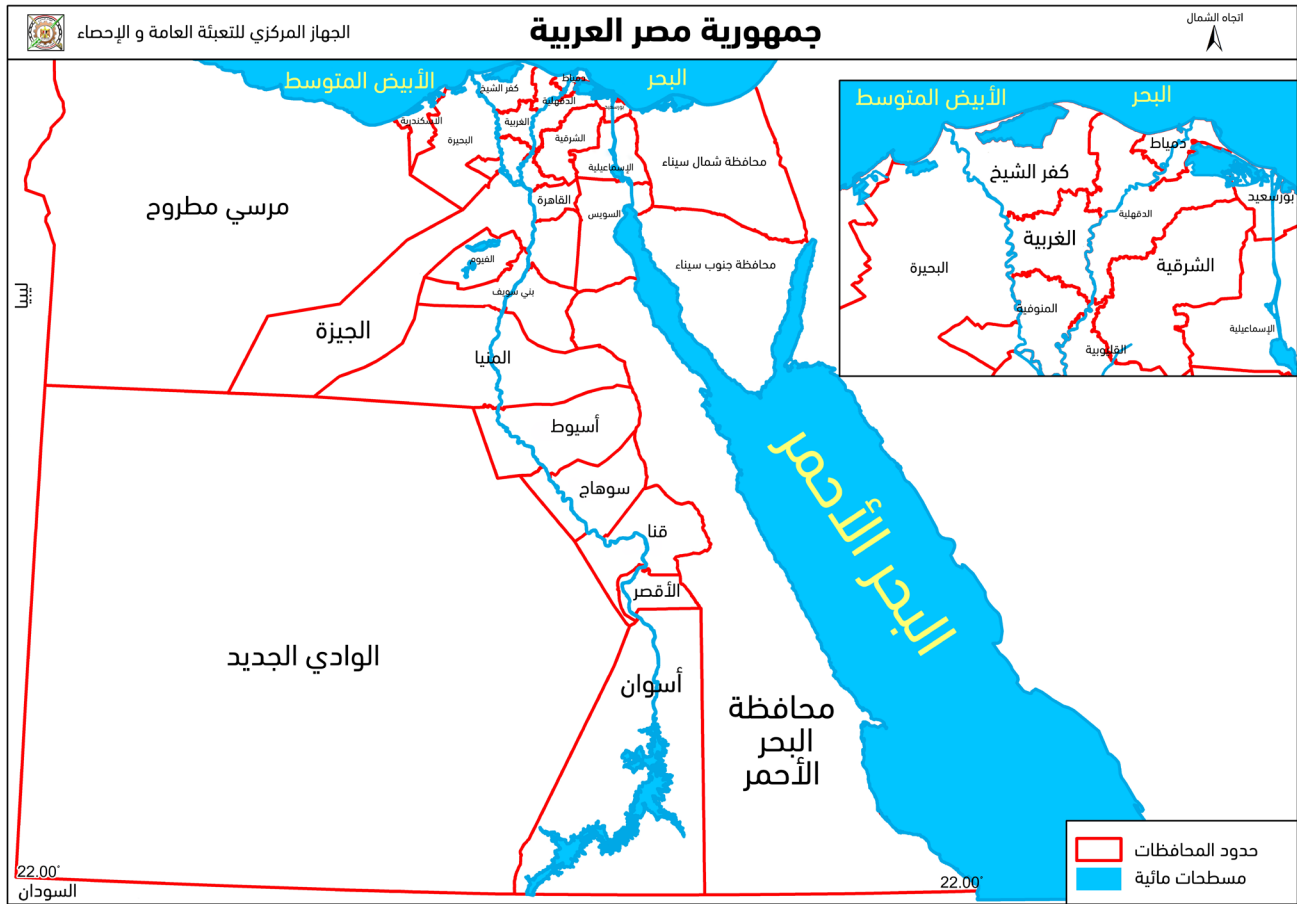 الجهاز المركزي للتعبئة العامة و الإحصاء
جمهورية مصر العربية
اتجاه الشمال
البحر
الأبيض المتوسط
دمياط
كفر الشيخ
الدقهلية
بورسعيد
الاسكندرية
الغربية
البحيرة
الشرقية
الإسماعيلية
محافظة شمال سيناء
مرسي مطروح
القاهرة
السويس
الفيوم
محافظة جنوب سيناء
بني سويف
ليبيا
الجيزة
المنيا
أسيوط
سوهاج
قنا
الأقصر
البحر الأحمر
الوادي الجديد
أسوان
محافظة
البحر
الأحمر
22.00°
22.00°
السودان
البحر
الأبيض المتوسط
دمياط
كفر الشيخ
بورسعيد
الدقهلية
الغربية
الشرقية
البحيرة
المنوفية
الإسماعيلية
القليوبية
حدود المحافظات
مسطحات مائية